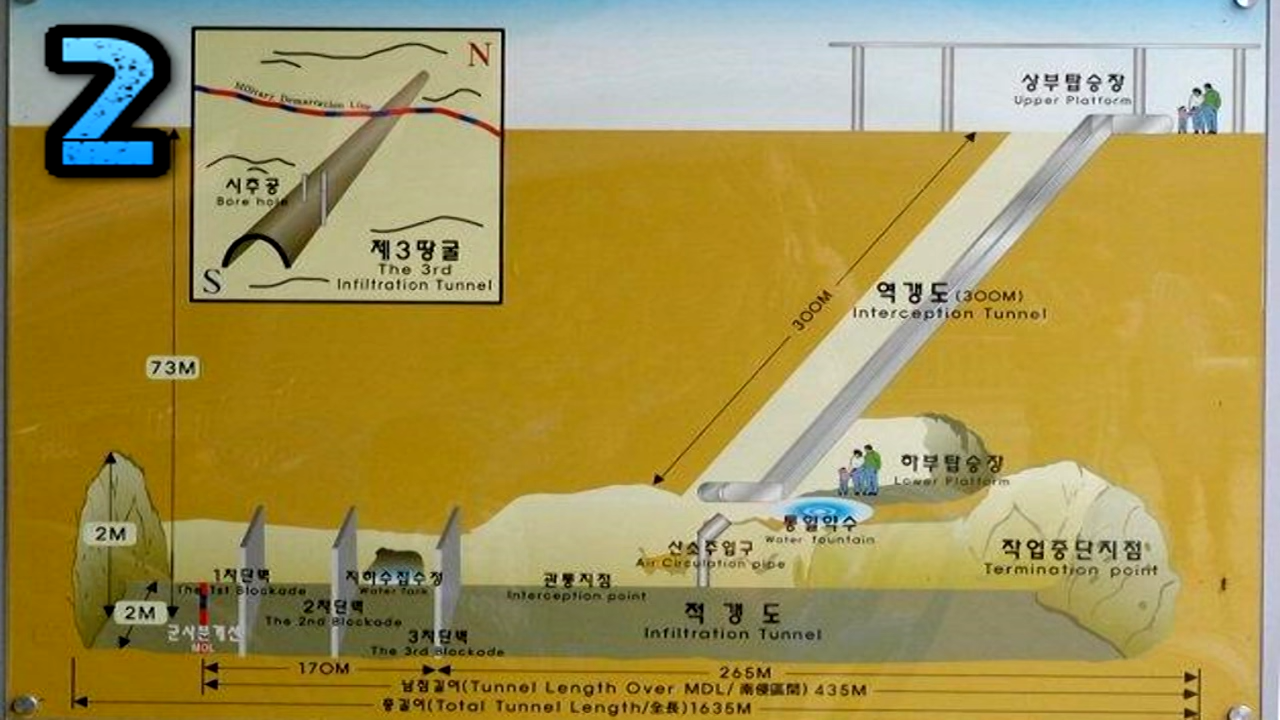 2
N
Military Demarcation Line
시추공
Bore hole
제3땅굴
The 3rd
Infiltration Tunnel
S
상부탑승장
Upper Platform
역갱도(300M)
Interception Tunnel
300M
73M
하부탑승장
Lower Platform
통일약수
Water fountain
산소주입구
Air Circulation pipe
작업중단지점
Termination point
2M
2M
1차단벽
The 1st Blockade
지하수집수정
Water Tank
2차단벽
The 2nd Blockade
3차단벽
The 3rd Blockade
관통지점
Interception point
적갱도
Infiltration Tunnel
군사분계선
MDL
170M
265M
남침길이(Tunnel Length Over MDL/南侵區間) 435M
총길이(Total Tunnel Length/全長)1635M